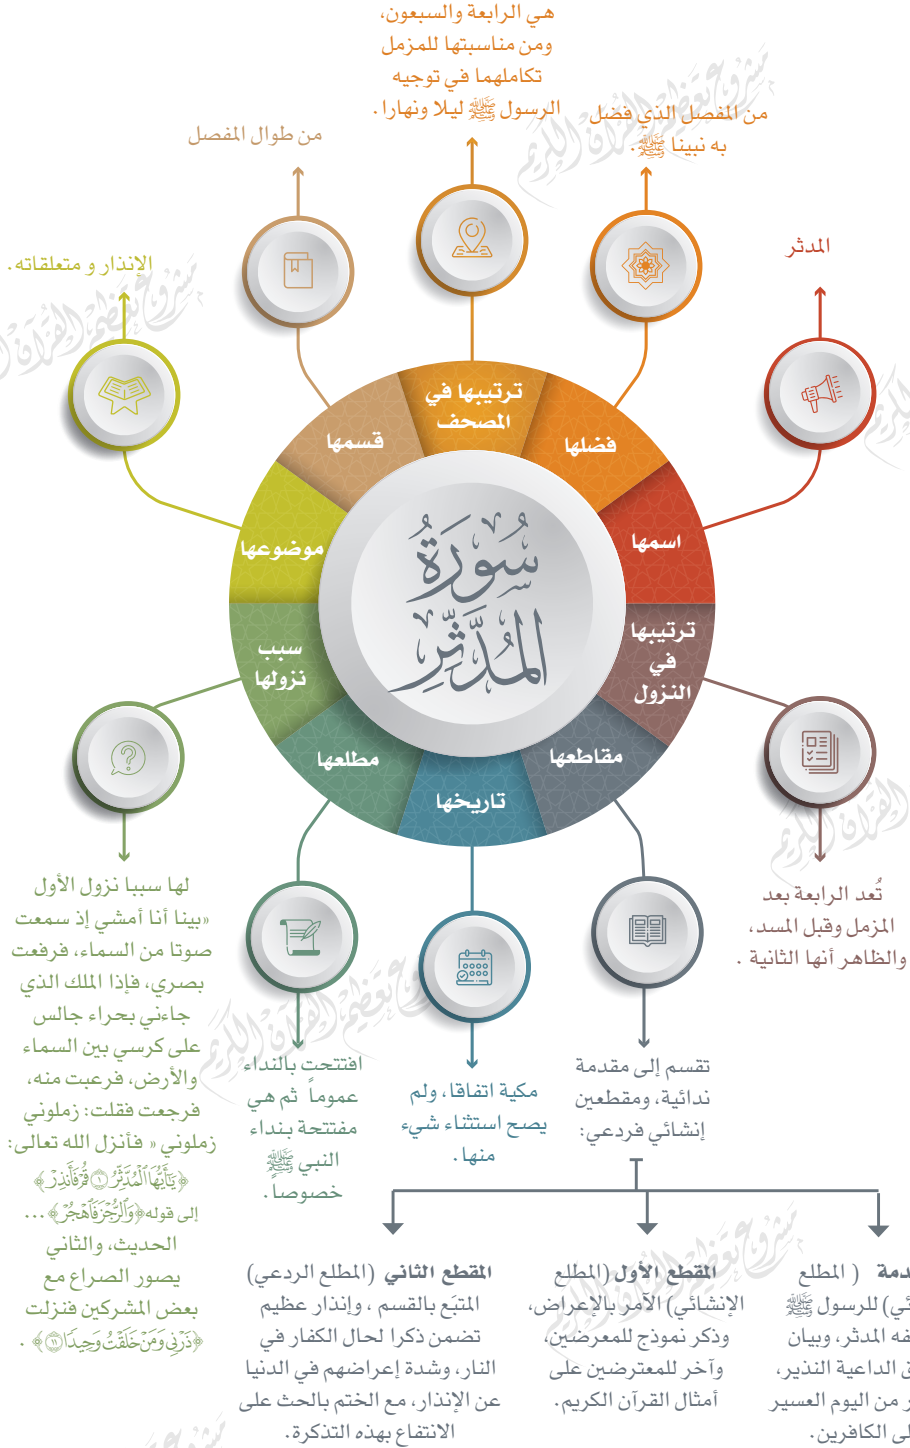 هي الرابعة والسبعون،
ومن مناسبتها للمزمل
تكاملهما في توجيه
الرسول ﷺ ليلا ونهارا.
من المفصل الذي فضل
به نبينا ﷺ.
من طوال المفصل
المدثر
الإنذار و متعلقاته.
ترتيبها في
المصحف
فضلها
قسمها
اسمها
موضوعها
سُورَةُ
المُدَّثِّرِ
ترتيبها
في
النزول
سبب
نزولها
مقاطعها
مطلعها
تاريخها
تُعد الرابعة بعد
المزمل وقبل المسد،
والظاهر أنها الثانية .
تقسم إلى مقدمة
ندائية، ومقطعين
إنشائي فردعي:
مكية اتفاقا، ولم
يصح استثناء شيء
منها.
افتتحت بالنداء
عموماً ثم هي
مفتتحة بنداء
النبي ﷺ
خصوصاً.
لها سببا نزول الأول
«بينا أنا أمشي إذ سمعت
صوتا من السماء، فرفعت
بصري، فإذا الملك الذي
جاءني بحراء جالس
على كرسي بين السماء
والأرض، فرعبت منه،
فرجعت فقلت: زملوني
زملوني « فأنزل الله تعالى:
﴿يَٰٓأَيُّهَا ٱلْمُدَّثِّرُ ١ قُمْ فَأَنذِرْ﴾
إلى قوله ﴿وَٱلرُّجْزَ فَٱهْجُرْ﴾ ...
الحديث، والثاني
يصور الصراع مع
بعض المشركين فنزلت
﴿ذَرْنِى وَمَنْ خَلَقْتُ وَحِيدًا ١١﴾ .
( المطلع
للرسول ﷺ
المدثر، وبيان
الداعية النذير،
من اليوم العسير
الكافرين.
المقطع الأول (المطلع
الإنشائي) الأمر بالإعراض،
وذكر نموذج للمعرضين،
وآخر للمعترضين على
أمثال القرآن الكريم.
المقطع الثاني (المطلع الردعي)
المتبَع بالقسم ، وإنذار عظيم
تضمن ذكرا لحال الكفار في
النار، وشدة إعراضهم في الدنيا
عن الإنذار، مع الختم بالحث على
الانتفاع بهذه التذكرة.
مشروع تعظيم القرآن الكريم